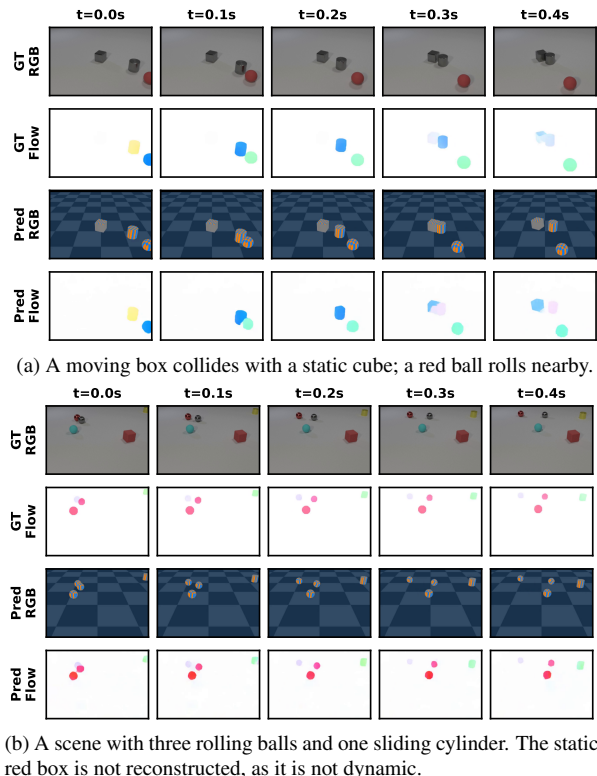 t=0.0s t=0.1s t=0.2s t=0.3s t=0.4s
GT
RGB
GT
Flow
Pred
RGB
Pred
Flow
(a) A moving box collides with a static cube; a red ball rolls nearby.
t=0.0s t=0.1s t=0.2s t=0.3s t=0.4s
GT
RGB
GT
Flow
Pred
RGB
Pred
Flow
(b) A scene with three rolling balls and one sliding cylinder. The static
red box is not reconstructed, as it is not dynamic.